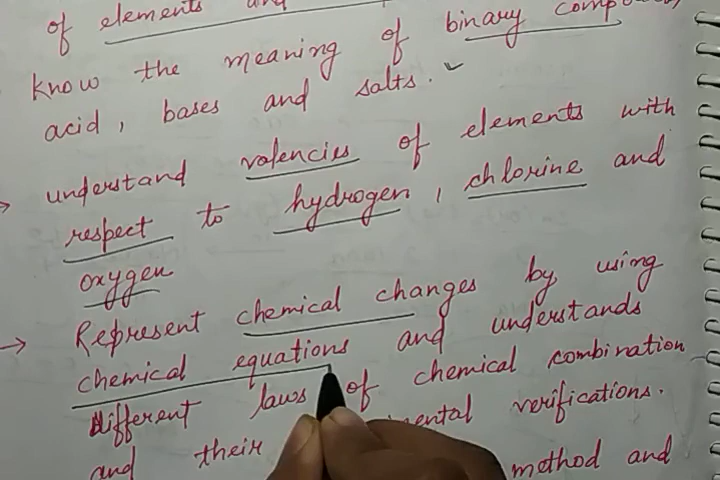 of elements and
know the meaning of binary
acid, bases and salts.
→ understand valencies of elements with
respect to hydrogen, chlorine and
oxygen
→ Represent chemical changes by using
chemical equations and understands
different laws of chemical combination
and their verifications.
method and